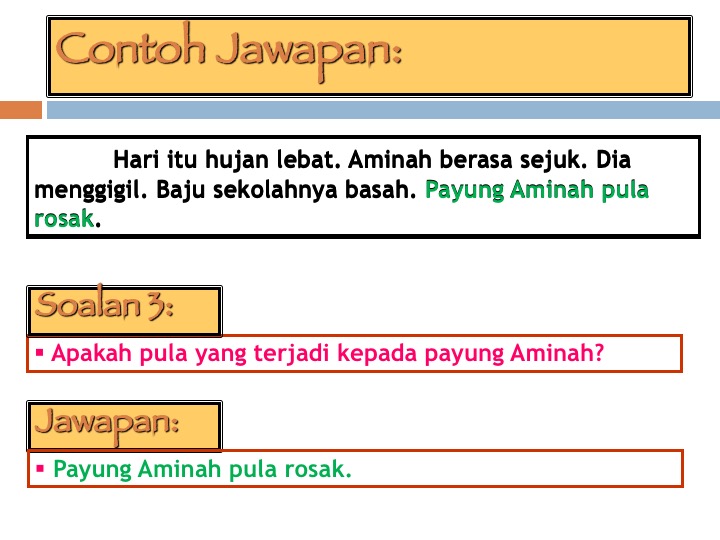 Contoh Jawapan:
Hari itu hujan lebat. Aminah berasa sejuk. Dia
menggigil. Baju sekolahnya basah. Payung Aminah pula
rosak.
Soalan 3:
▪ Apakah pula yang terjadi kepada payung Aminah?
Jawapan:
▪ Payung Aminah pula rosak.